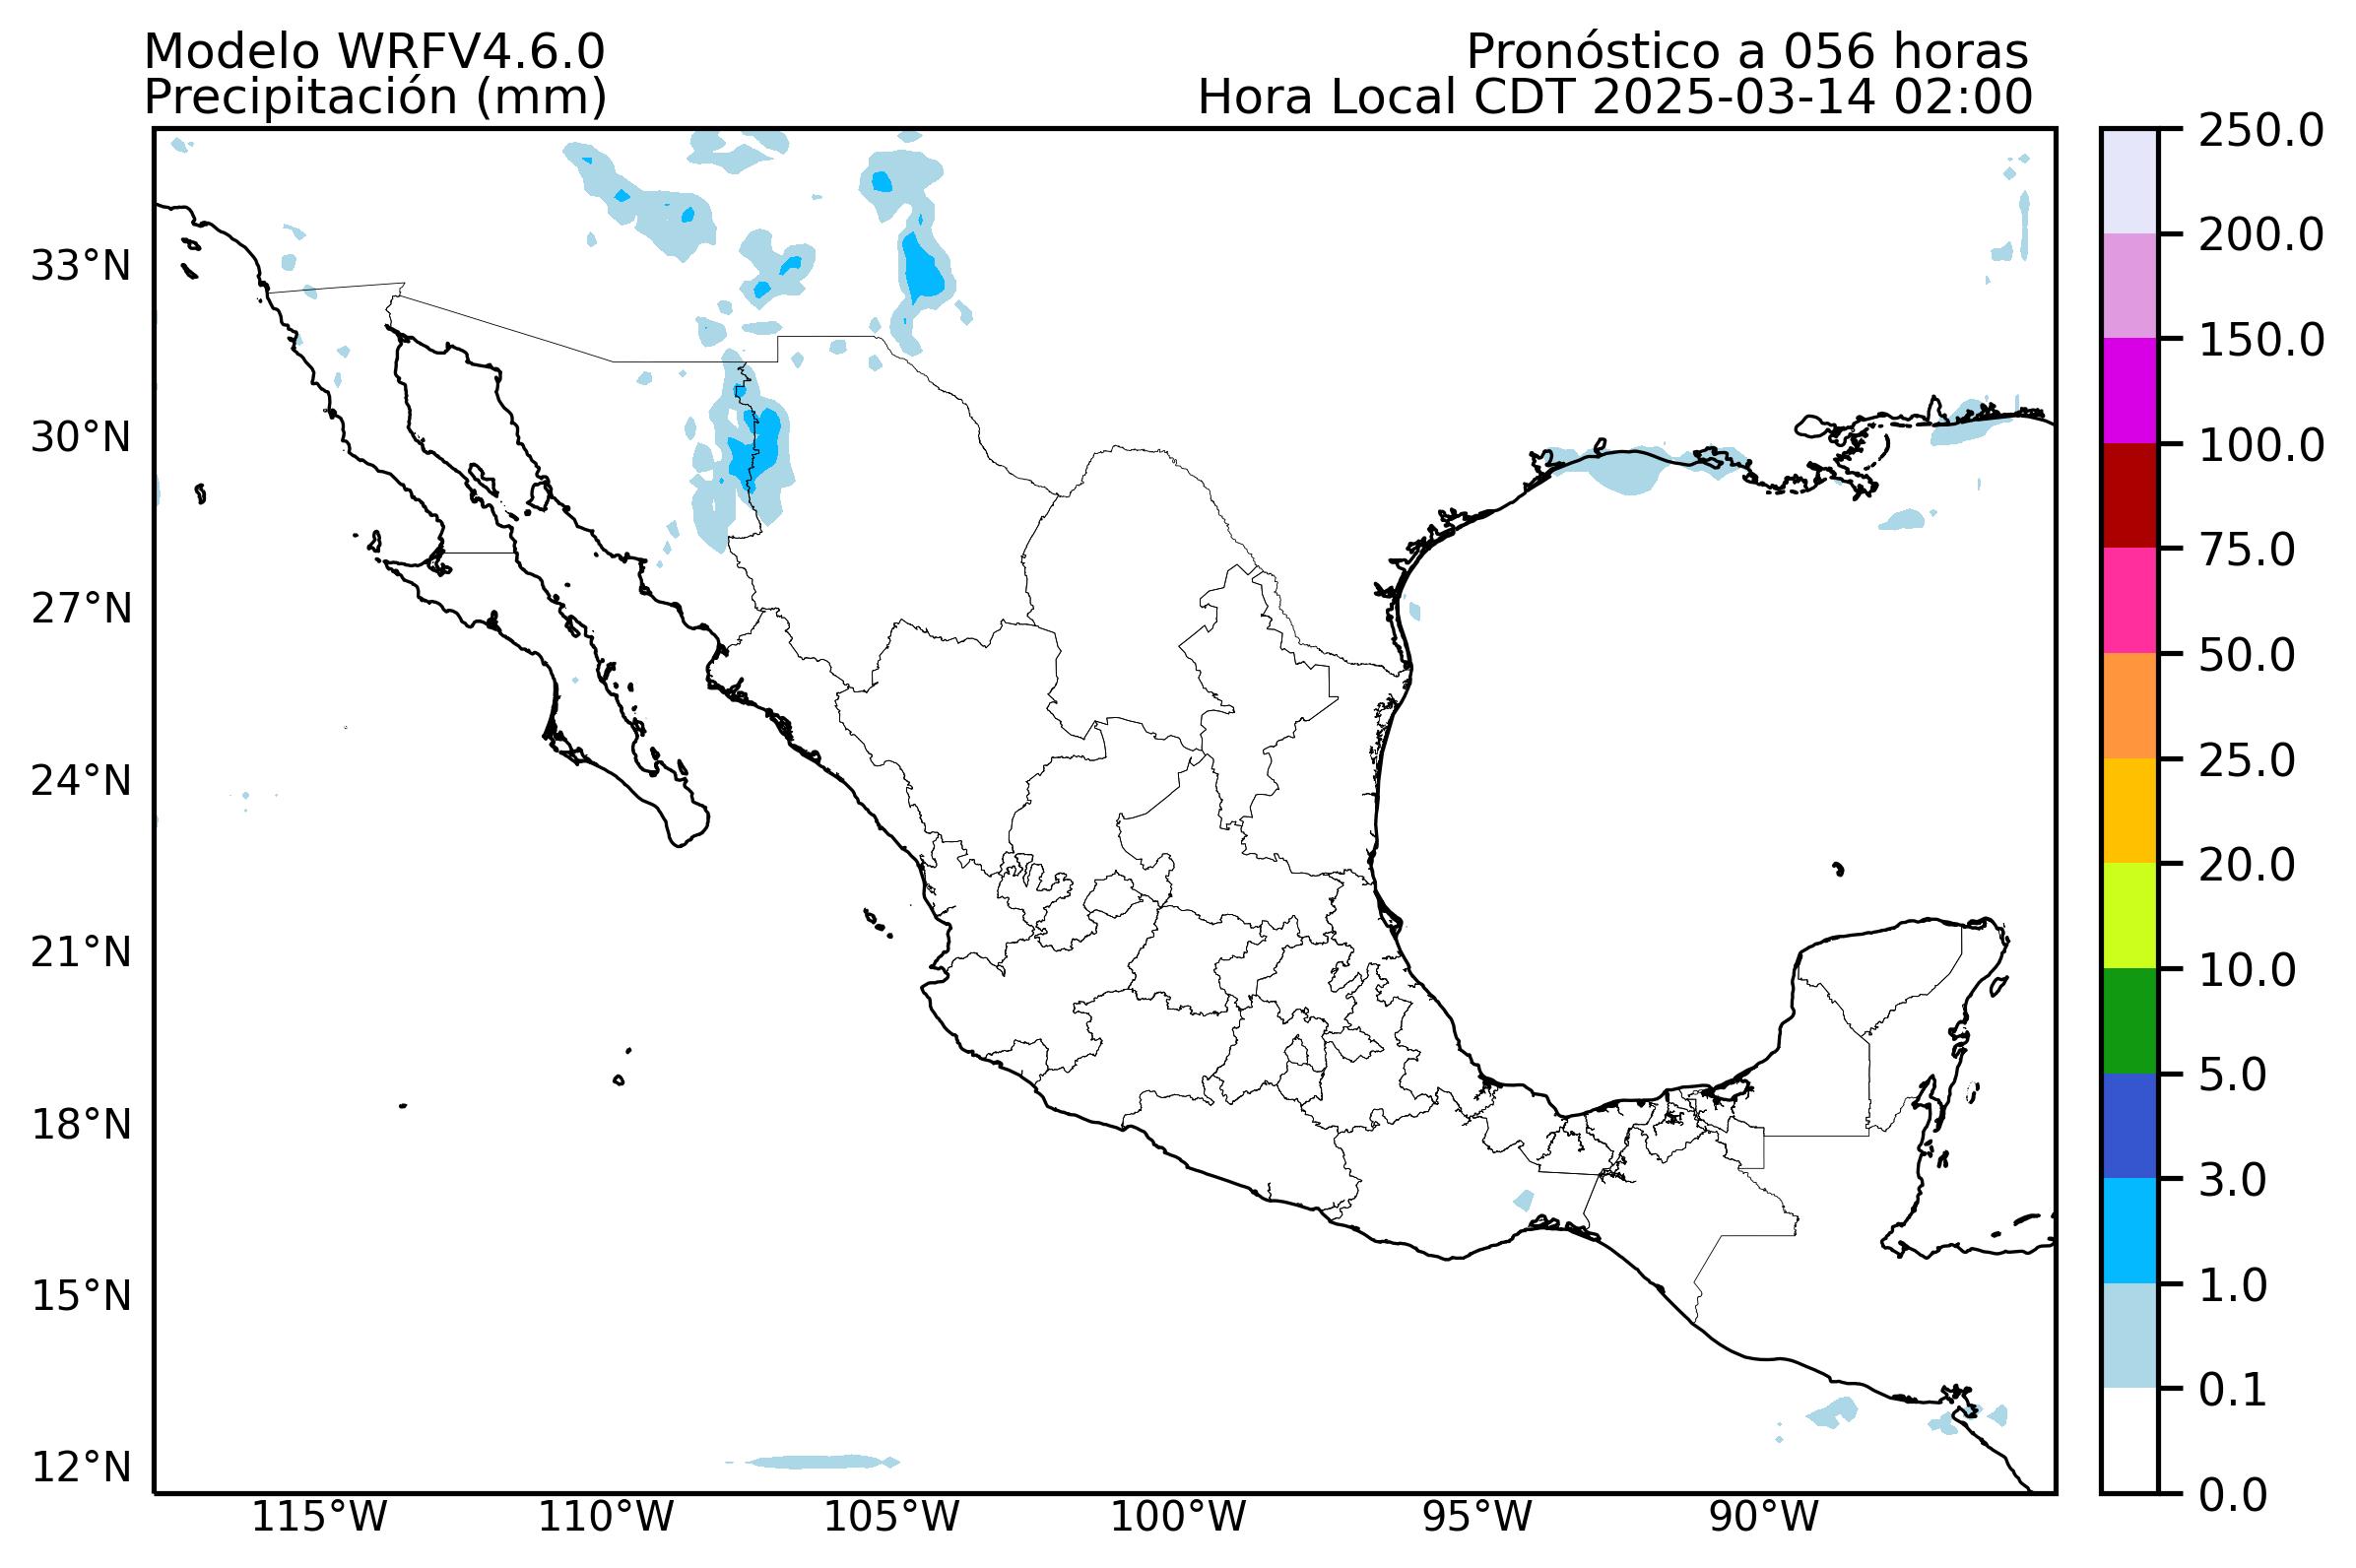 Modelo WRFV4.6.0
Pronóstico a 056 horas
Precipitación (mm)
Hora Local CDT 2025-03-14 02:00
250.0
200.0
150.0
100.0
75.0
50.0
25.0
20.0
10.0
5.0
3.0
1.0
0.1
0.0
33°N
30°N
27°N
24°N
21°N
18°N
15°N
12°N
115°W
110°W
105°W
100°W
95°W
90°W